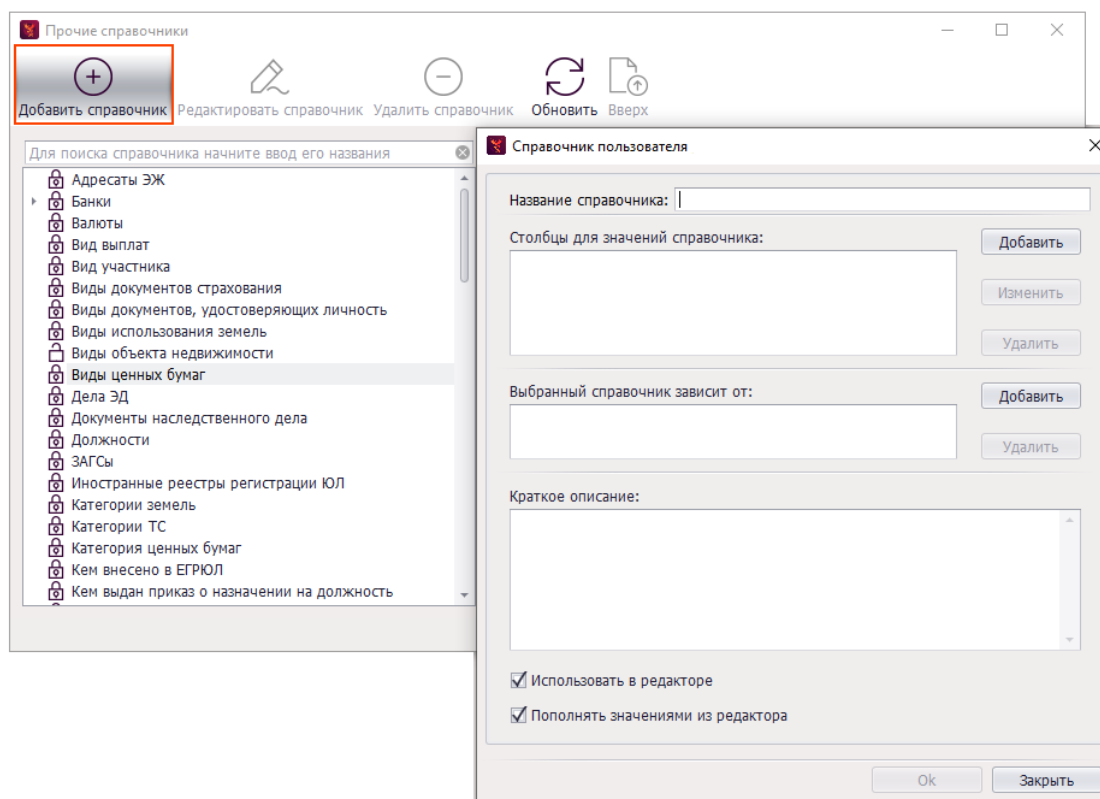 Прочие справочники
Добавить справочник Редактировать справочник Удалить справочник Обновить Вверх
Для поиска справочника начните ввод его названия
Адресаты ЭЖ
Банки
Валюты
Вид выплат
Вид участника
Виды документов страхования
Виды документов, удостоверяющих личность
Виды использования земель
Виды объекта недвижимости
Виды ценных бумаг
Дела ЭД
Документы наследственного дела
Должности
ЗАГСы
Иностранные реестры регистрации ЮЛ
Категории земель
Категории ТС
Категория ценных бумаг
Кем внесено в ЕГРЮЛ
Кем выдан приказ о назначении на должность
Справочник пользователя
Название справочника:
Столбцы для значений справочника:
Добавить
Изменить
Удалить
Выбранный справочник зависит от:
Добавить
Удалить
Краткое описание:
Использовать в редакторе
Пополнять значениями из редактора
Ok Закрыть